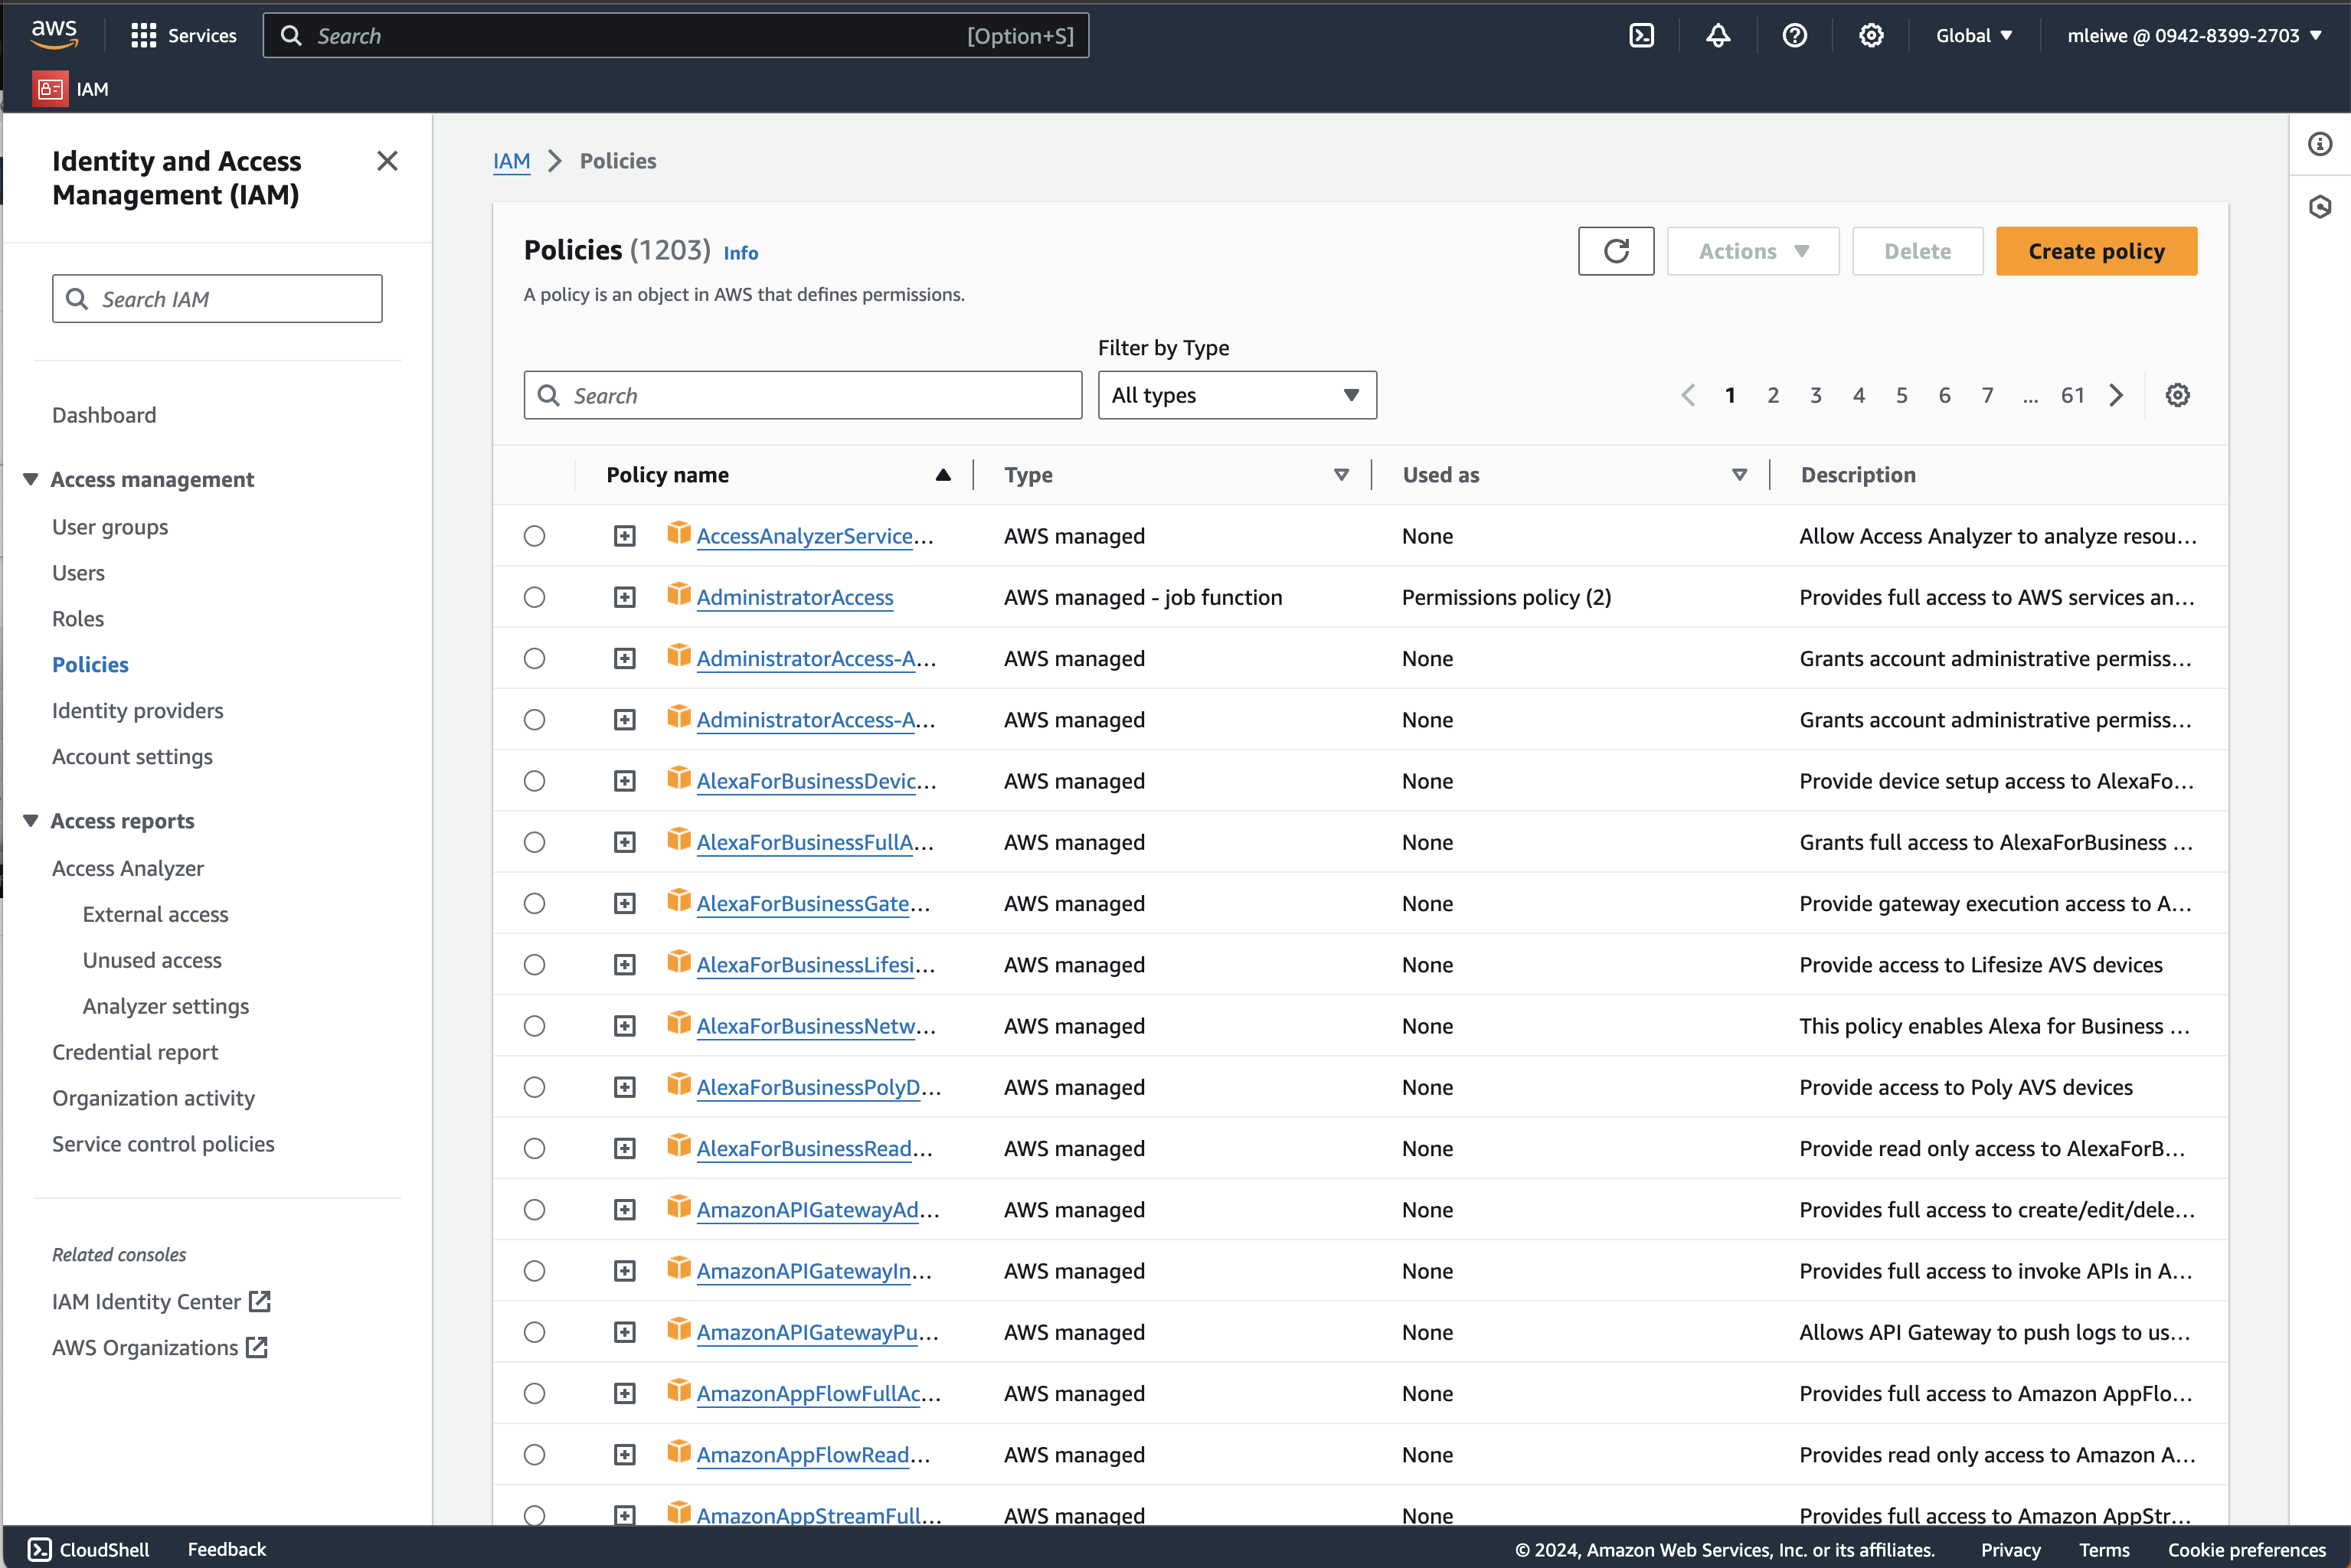 aws
Services
Search
[Option+S]
Global
mleiwe @ 0942-8399-2703
IAM
Identity and Access
Management (IAM)
Search IAM
Dashboard
Access management
User groups
Users
Roles
Policies
Identity providers
Account settings
Access reports
Access Analyzer
External access
Unused access
Analyzer settings
Credential report
Organization activity
Service control policies
Related consoles
IAM Identity Center
AWS Organizations
IAM > Policies
Policies (1203) Info
A policy is an object in AWS that defines permissions.
Actions
Delete
Create policy
Filter by Type
Search
All types
1 2 3 4 5 6 7 ... 61
Policy name Type Used as Description
AccessAnalyzerService... AWS managed None Allow Access Analyzer to analyze resou...
AdministratorAccess AWS managed - job function Permissions policy (2) Provides full access to AWS services an...
AdministratorAccess-A... AWS managed None Grants account administrative permiss...
AdministratorAccess-A... AWS managed None Grants account administrative permiss...
AlexaForBusinessDevic... AWS managed None Provide device setup access to AlexaFo...
AlexaForBusinessFullA... AWS managed None Grants full access to AlexaForBusiness ...
AlexaForBusinessGate... AWS managed None Provide gateway execution access to A...
AlexaForBusinessLifesi... AWS managed None Provide access to Lifesize AVS devices
AlexaForBusinessNetw... AWS managed None This policy enables Alexa for Business ...
AlexaForBusinessPolyD... AWS managed None Provide access to Poly AVS devices
AlexaForBusinessRead... AWS managed None Provide read only access to AlexaForB...
AmazonAPIGatewayAd... AWS managed None Provides full access to create/edit/dele...
AmazonAPIGatewayIn... AWS managed None Provides full access to invoke APIs in A...
AmazonAPIGatewayPu... AWS managed None Allows API Gateway to push logs to us...
AmazonAppFlowFullAc... AWS managed None Provides full access to Amazon AppFlo...
AmazonAppFlowRead... AWS managed None Provides read only access to Amazon A...
AmazonAppStreamFull... AWS managed None Provides full access to Amazon AppStr...
CloudShell
Feedback
© 2024, Amazon Web Services, Inc. or its affiliates.
Privacy
Terms
Cookie preferences